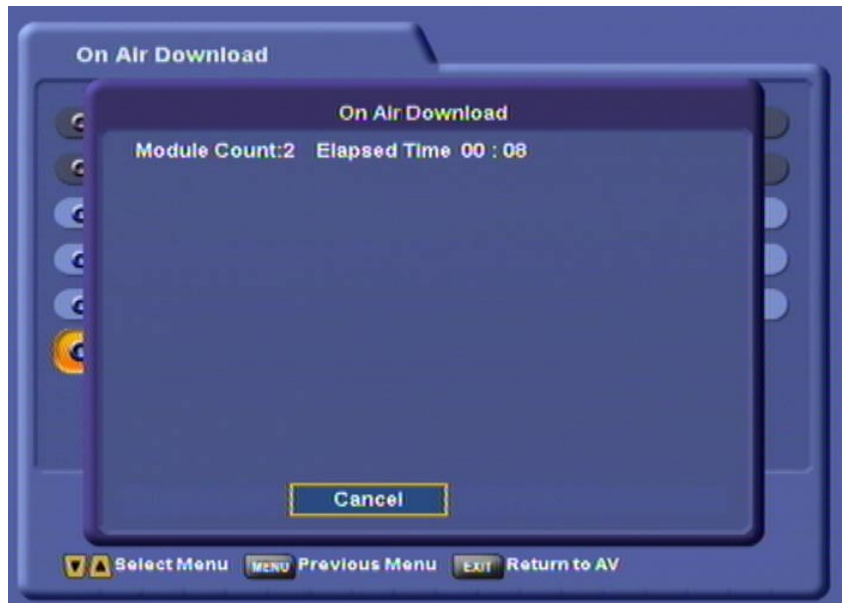 On Air Download
On Air Download
Module Count:2 Elapsed Time 00 : 08
Cancel
Select Menu MENU Previous Menu EXIT Return to AV